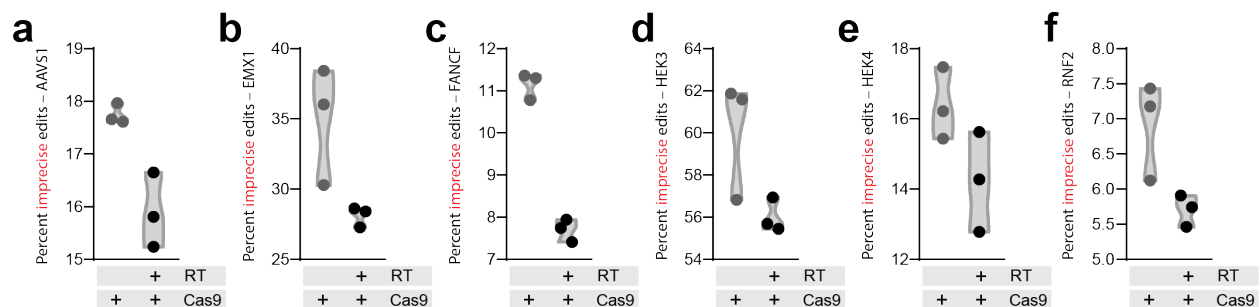 a
Percent imprecise edits – AAVS1
19
18
17
16
15
+ RT
+ + Cas9
b
Percent imprecise edits – EMX1
40
35
30
25
+ RT
+ + Cas9
c
Percent imprecise edits – FANCF
12
11
10
9
8
7
+ RT
+ + Cas9
d
Percent imprecise edits – HEK3
64
62
60
58
56
54
+ RT
+ + Cas9
e
Percent imprecise edits – HEK4
18
16
14
12
+ RT
+ + Cas9
f
Percent imprecise edits – RNF2
8.0
7.5
7.0
6.5
6.0
5.5
5.0
+ RT
+ + Cas9